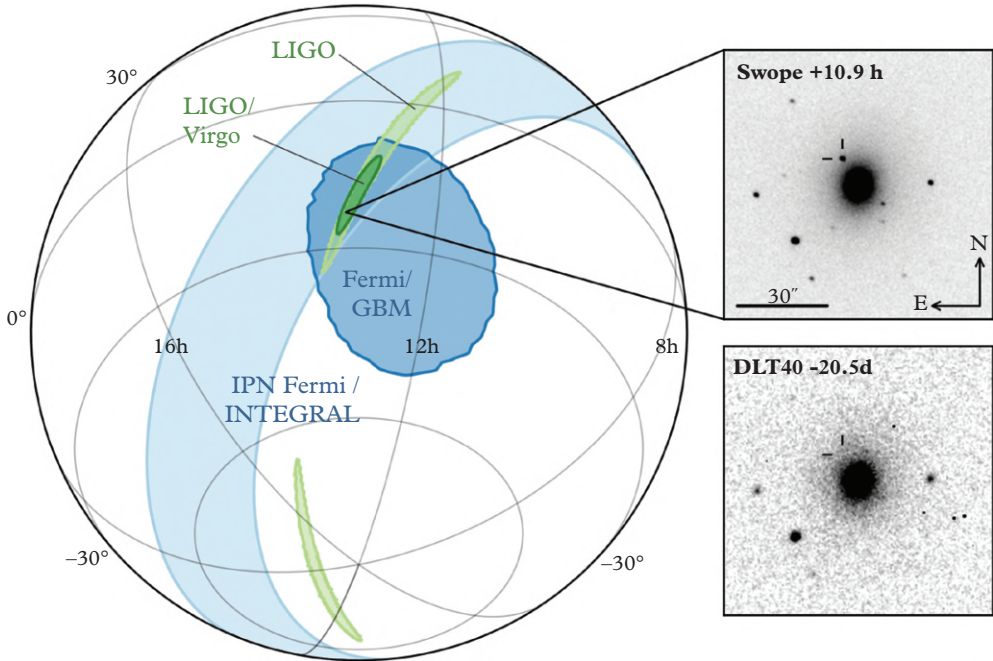 30°
LIGO
LIGO/
Virgo
Fermi/
GBM
0°
16h
12h
8h
IPN Fermi /
INTEGRAL
−30°
−30°
Swope +10.9 h
N
E
30″
DLT40 -20.5d